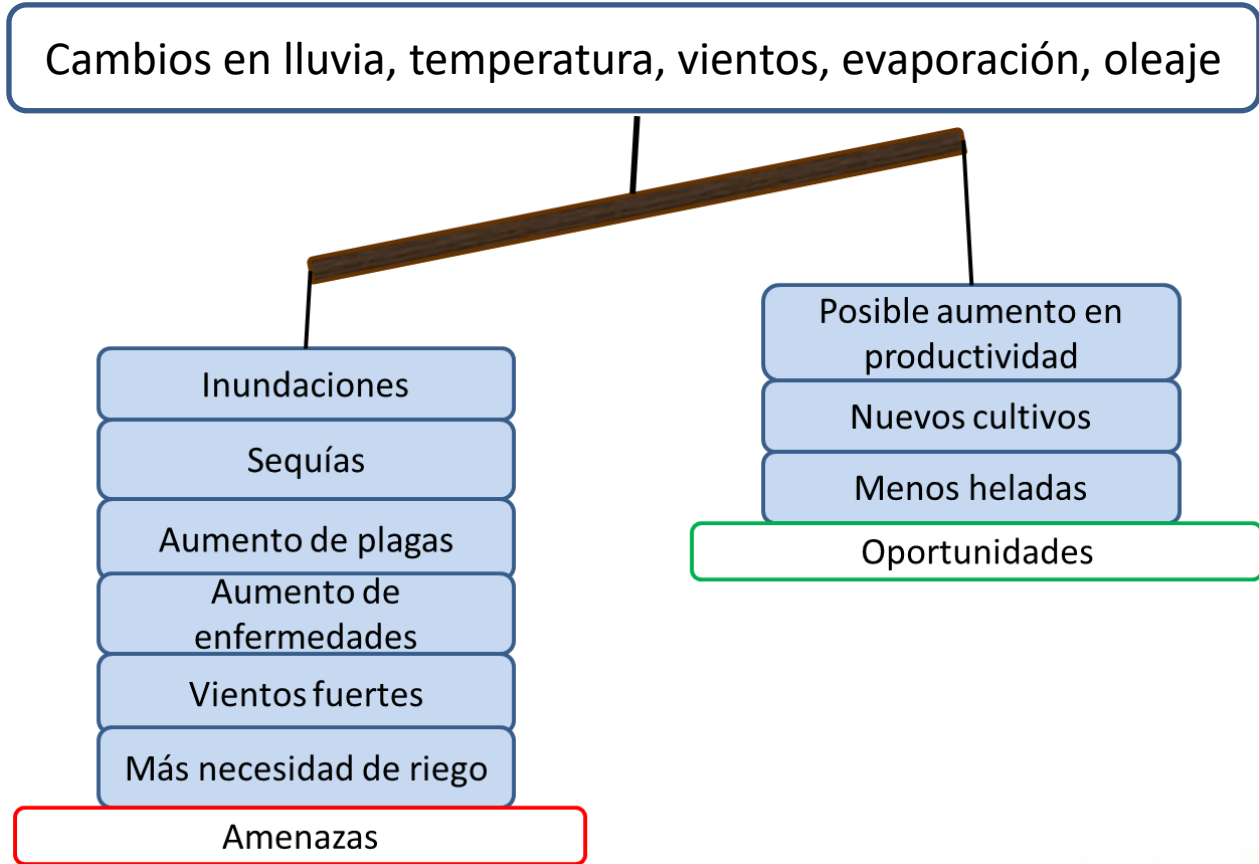 Cambios en lluvia, temperatura, vientos, evaporación, oleaje
Inundaciones
Sequías
Aumento de plagas
Aumento de
enfermedades
Vientos fuertes
Más necesidad de riego
Amenazas
Posible aumento en
productividad
Nuevos cultivos
Menos heladas
Oportunidades